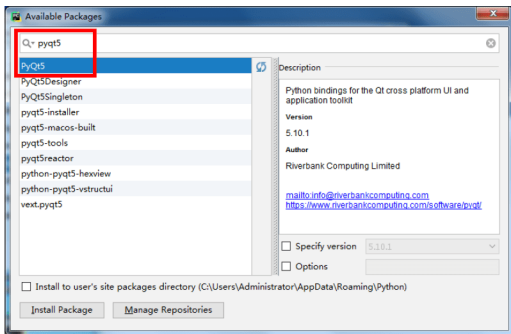 Available Packages
pyqt5
PyQt5
PyQt5Designer
PyQt5Singleton
pyqt5-installer
pyqt5-macos-built
pyqt5-tools
pyqt5reactor
python-pyqt5-hexview
python-pyqt5-vstructui
vext.pyqt5
Description
Python bindings for the Qt cross platform UI and
application toolkit
Version
5.10.1
Author
Riverbank Computing Limited
mailto:info@riverbankcomputing.com
https://www.riverbankcomputing.com/software/pyqt/
Specify version 5.10.1
Options
Install to user's site packages directory (C:\Users\Administrator\AppData\Roaming\Python)
Install Package Manage Repositories